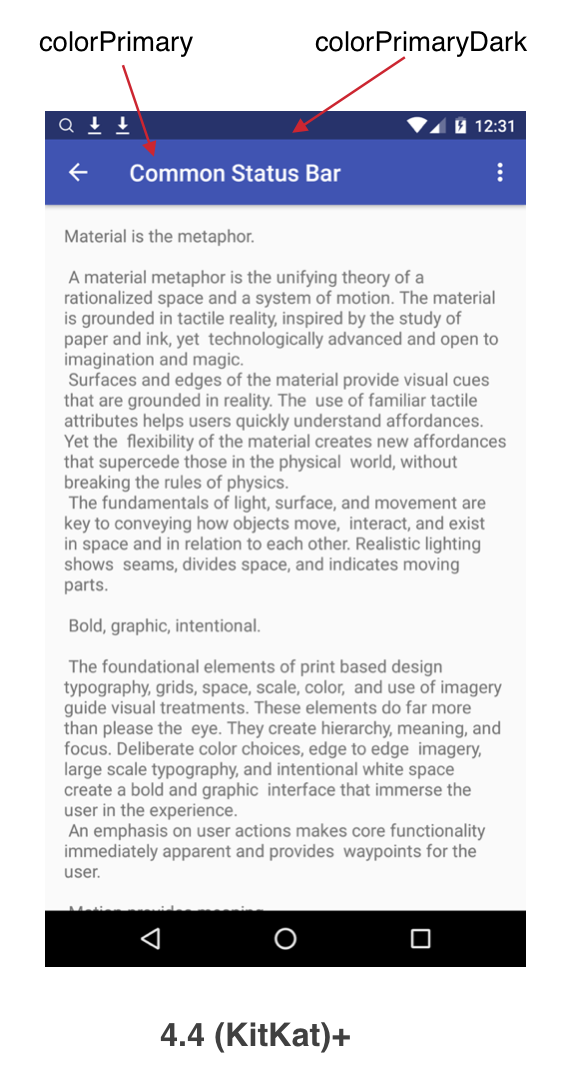 colorPrimary colorPrimaryDark
12:31
Common Status Bar
Material is the metaphor.
A material metaphor is the unifying theory of a
rationalized space and a system of motion. The material
is grounded in tactile reality, inspired by the study of
paper and ink, yet technologically advanced and open to
imagination and magic.
Surfaces and edges of the material provide visual cues
that are grounded in reality. The use of familiar tactile
attributes helps users quickly understand affordances.
Yet the flexibility of the material creates new affordances
that supercede those in the physical world, without
breaking the rules of physics.
The fundamentals of light, surface, and movement are
key to conveying how objects move, interact, and exist
in space and in relation to each other. Realistic lighting
shows seams, divides space, and indicates moving
parts.
Bold, graphic, intentional.
The foundational elements of print based design
typography, grids, space, scale, color, and use of imagery
guide visual treatments. These elements do far more
than please the eye. They create hierarchy, meaning, and
focus. Deliberate color choices, edge to edge imagery,
large scale typography, and intentional white space
create a bold and graphic interface that immerse the
user in the experience.
An emphasis on user actions makes core functionality
immediately apparent and provides waypoints for the
user.
Motion provides meaning
4.4 (KitKat)+